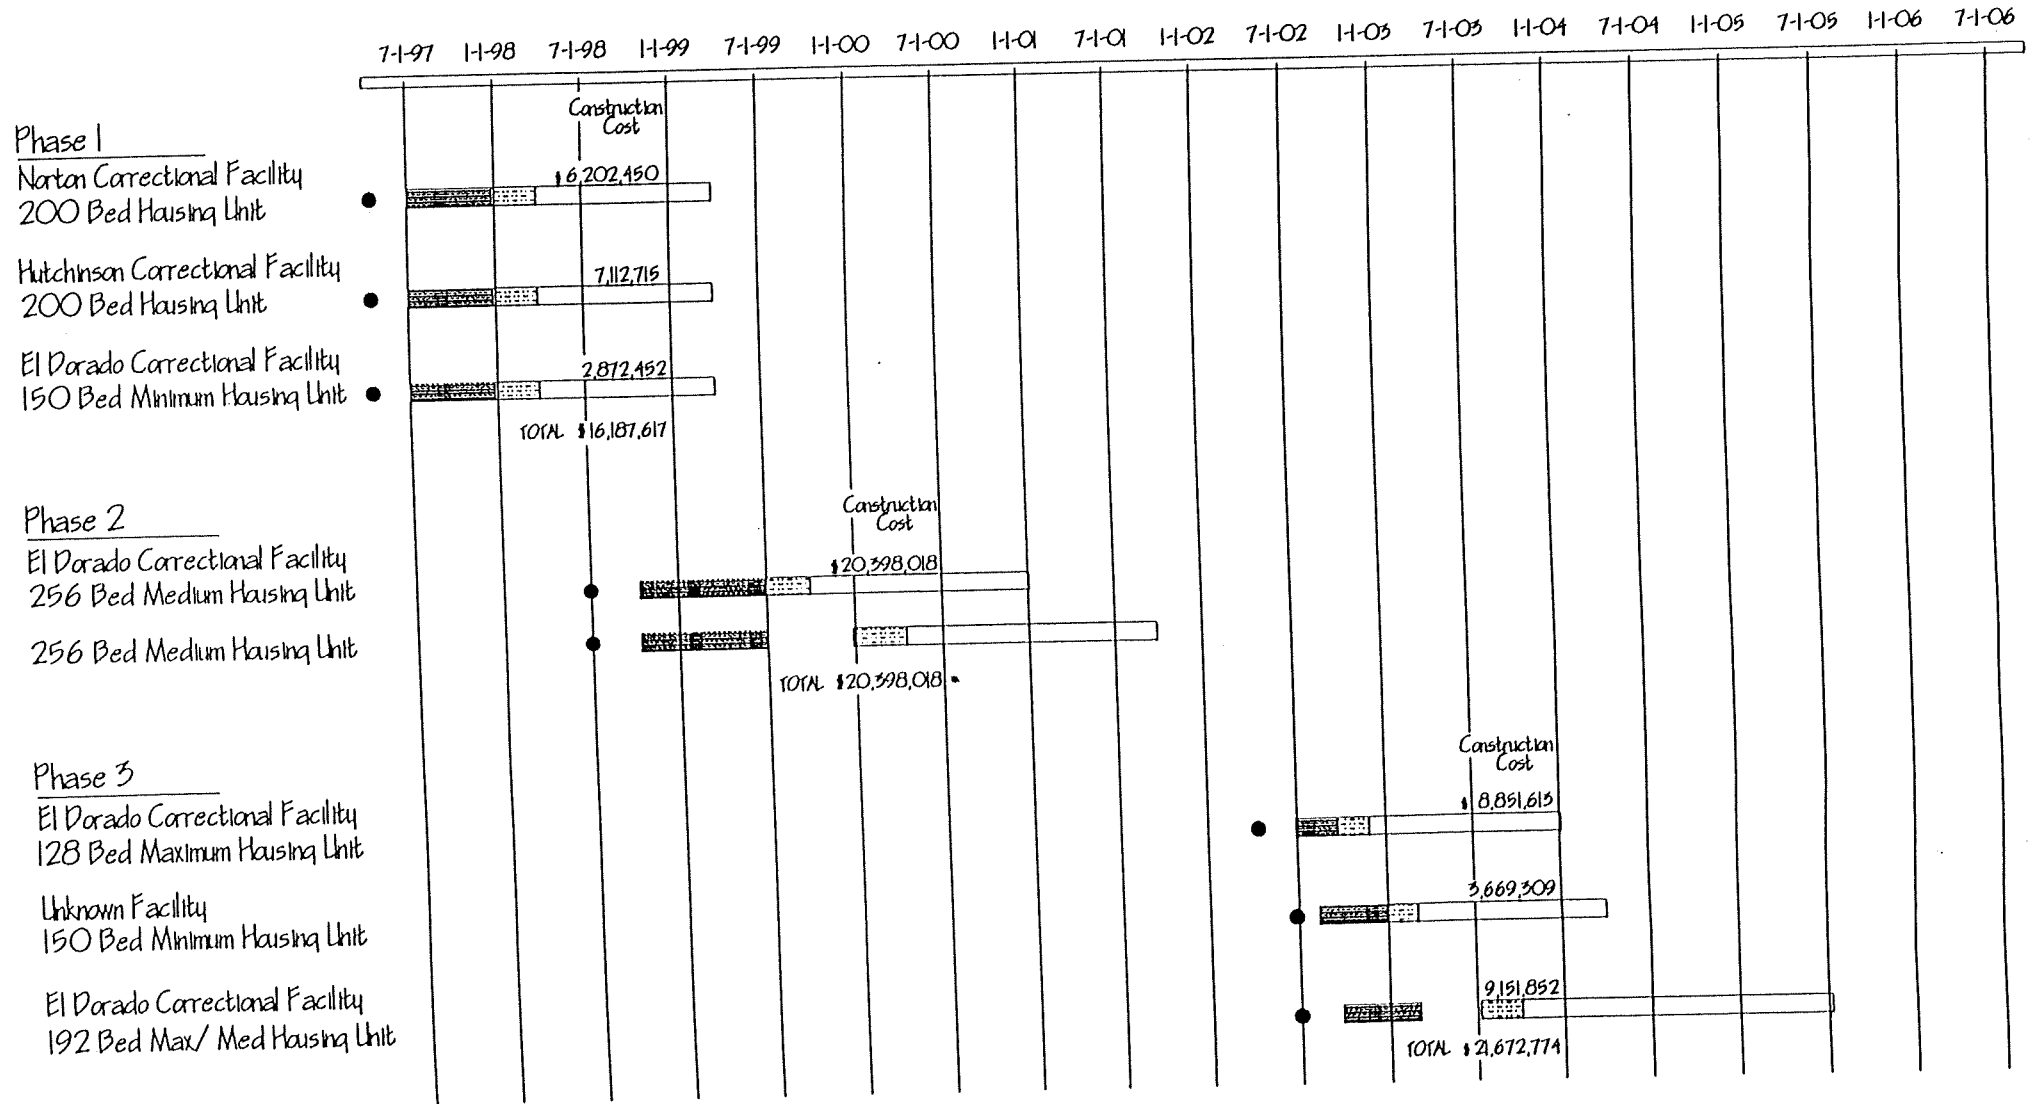 7-1-97 1-1-98 7-1-98 1-1-99 7-1-99 1-1-00 7-1-00 1-1-01 7-1-01 1-1-02 7-1-02 1-1-03 7-1-03 1-1-04 7-1-04 1-1-05 7-1-05 1-1-06 7-1-06
Construction
Cost
Phase 1
Norton Correctional Facility
$6,202,450
200 Bed Housing Unit
Hutchinson Correctional Facility
7,112,715
200 Bed Housing Unit
El Dorado Correctional Facility
2,872,452
150 Bed Minimum Housing Unit
TOTAL $16,187,617
Construction
Cost
Phase 2
El Dorado Correctional Facility
$20,398,018
256 Bed Medium Housing Unit
256 Bed Medium Housing Unit
TOTAL $20,398,018
Construction
Cost
Phase 3
El Dorado Correctional Facility
$8,851,613
128 Bed Maximum Housing Unit
Unknown Facility
3,669,309
150 Bed Minimum Housing Unit
El Dorado Correctional Facility
9,151,852
192 Bed Max/Med Housing Unit
TOTAL $21,672,774